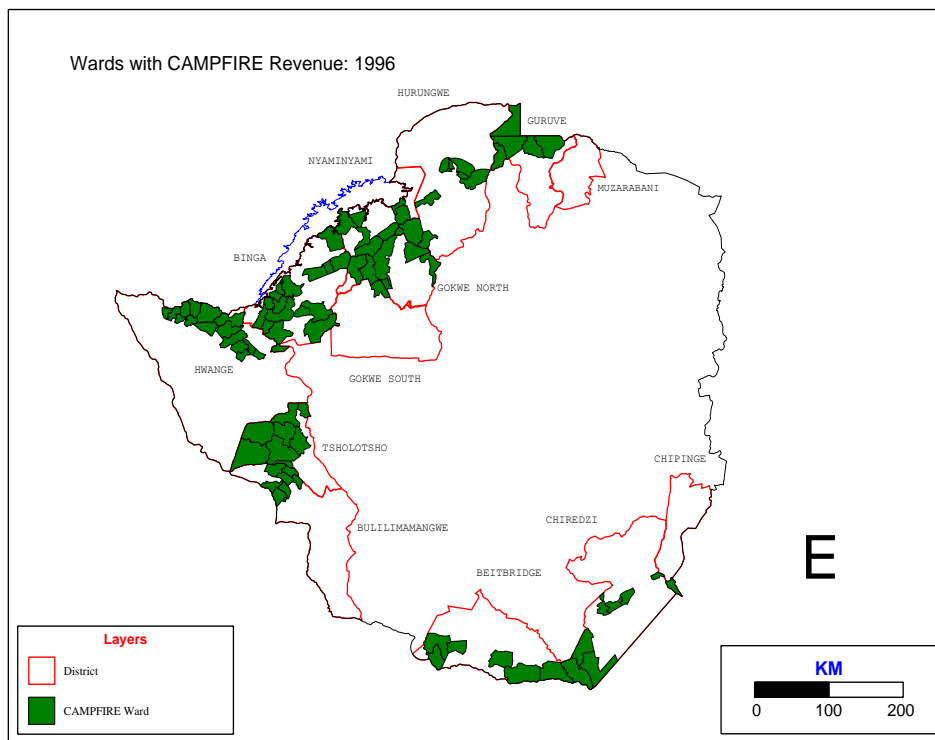 Wards with CAMPFIRE Revenue: 1996
HURUNGWE
GURUVE
NYAMINYAMI
MUZARABANI
BINGA
GOKWE NORTH
HWANGE
GOKWE SOUTH
TSHOLOTSHO
CHIPINGE
BULILIMAMANGWE
CHIREDZI
E
BEITBRIDGE
Layers
District
CAMPFIRE Ward
KM
0 100 200